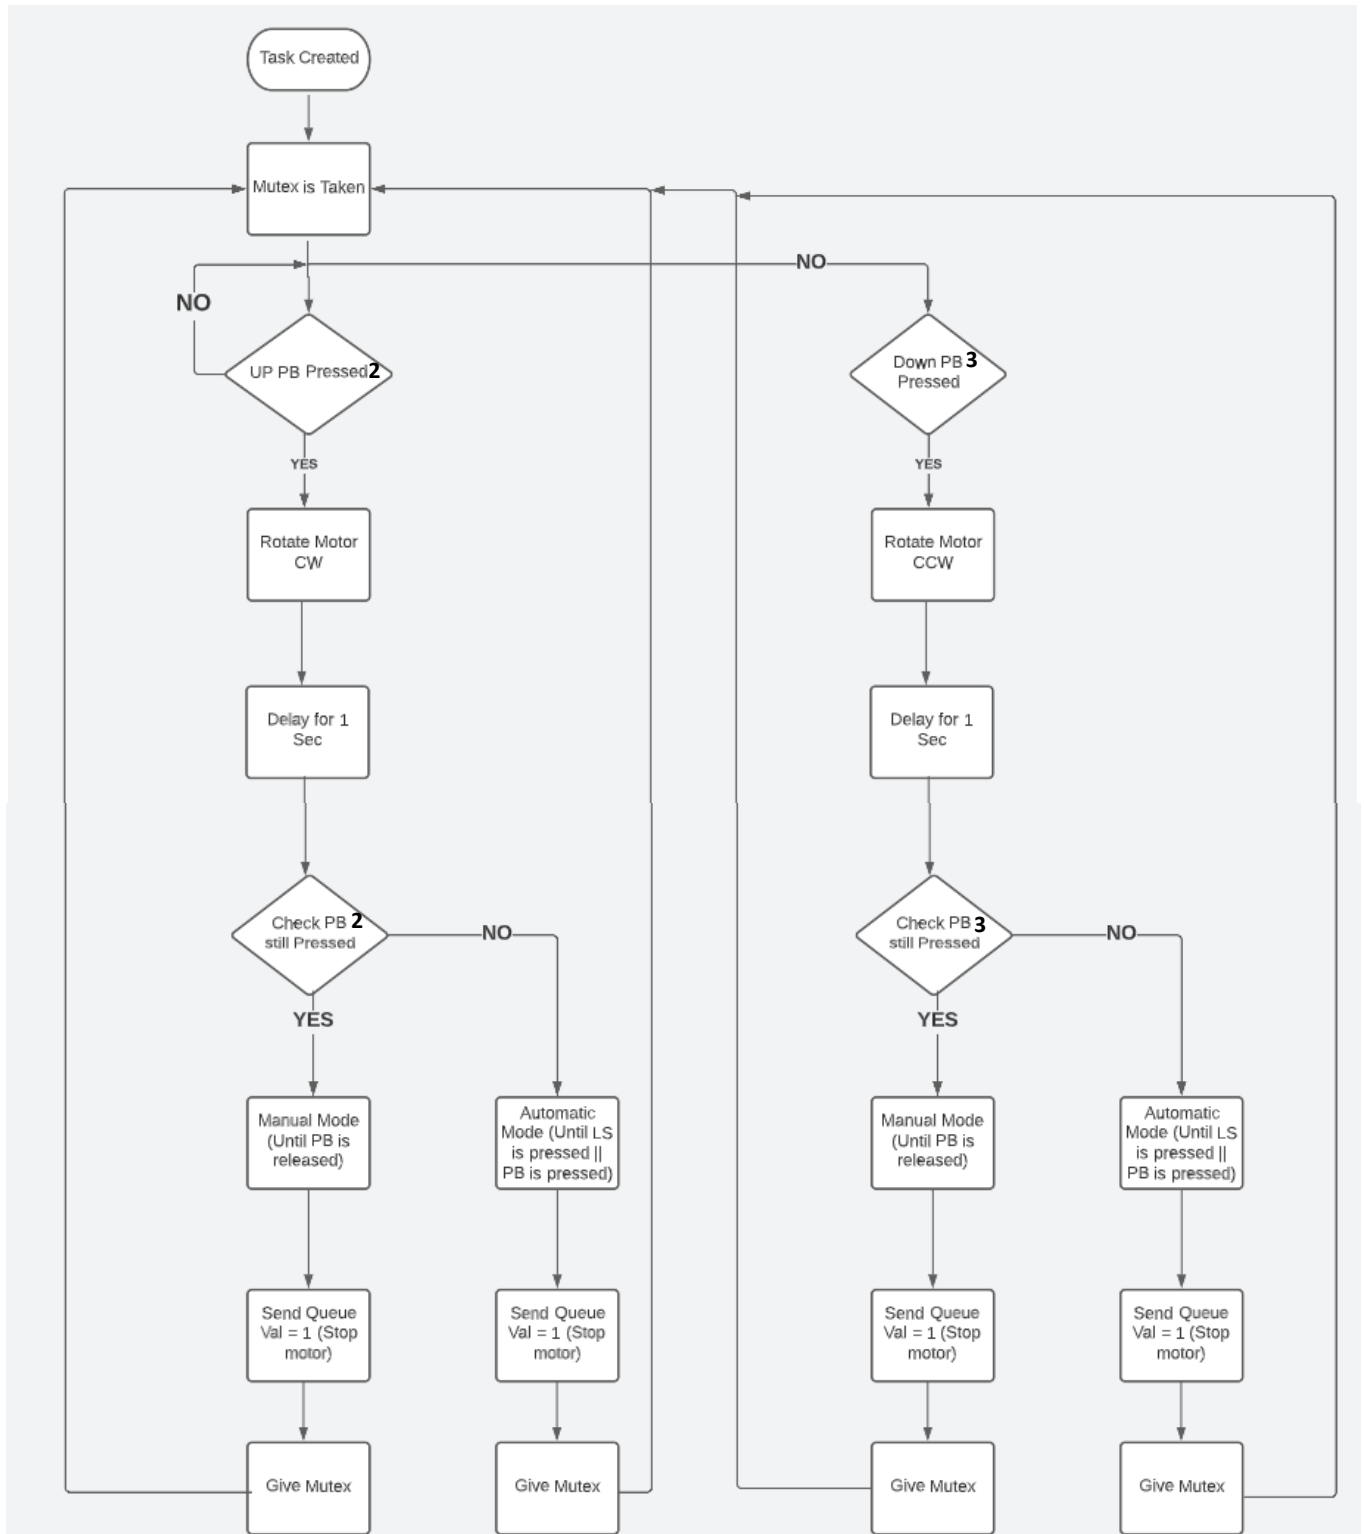 Task Created
Mutex is Taken
NO
NO
UP PB Pressed2
Down PB 3
Pressed
YES
YES
Rotate Motor
CW
Rotate Motor
CCW
Delay for 1
Sec
Delay for 1
Sec
Check PB 2
still Pressed
NO
Check PB 3
still Pressed
NO
YES
YES
Manual Mode
(Until PB is
released)
Automatic
Mode (Until LS
is pressed ||
PB is pressed)
Manual Mode
(Until PB is
released)
Automatic
Mode (Until LS
is pressed ||
PB is pressed)
Send Queue
Val = 1 (Stop
motor)
Send Queue
Val = 1 (Stop
motor)
Send Queue
Val = 1 (Stop
motor)
Send Queue
Val = 1 (Stop
motor)
Give Mutex
Give Mutex
Give Mutex
Give Mutex